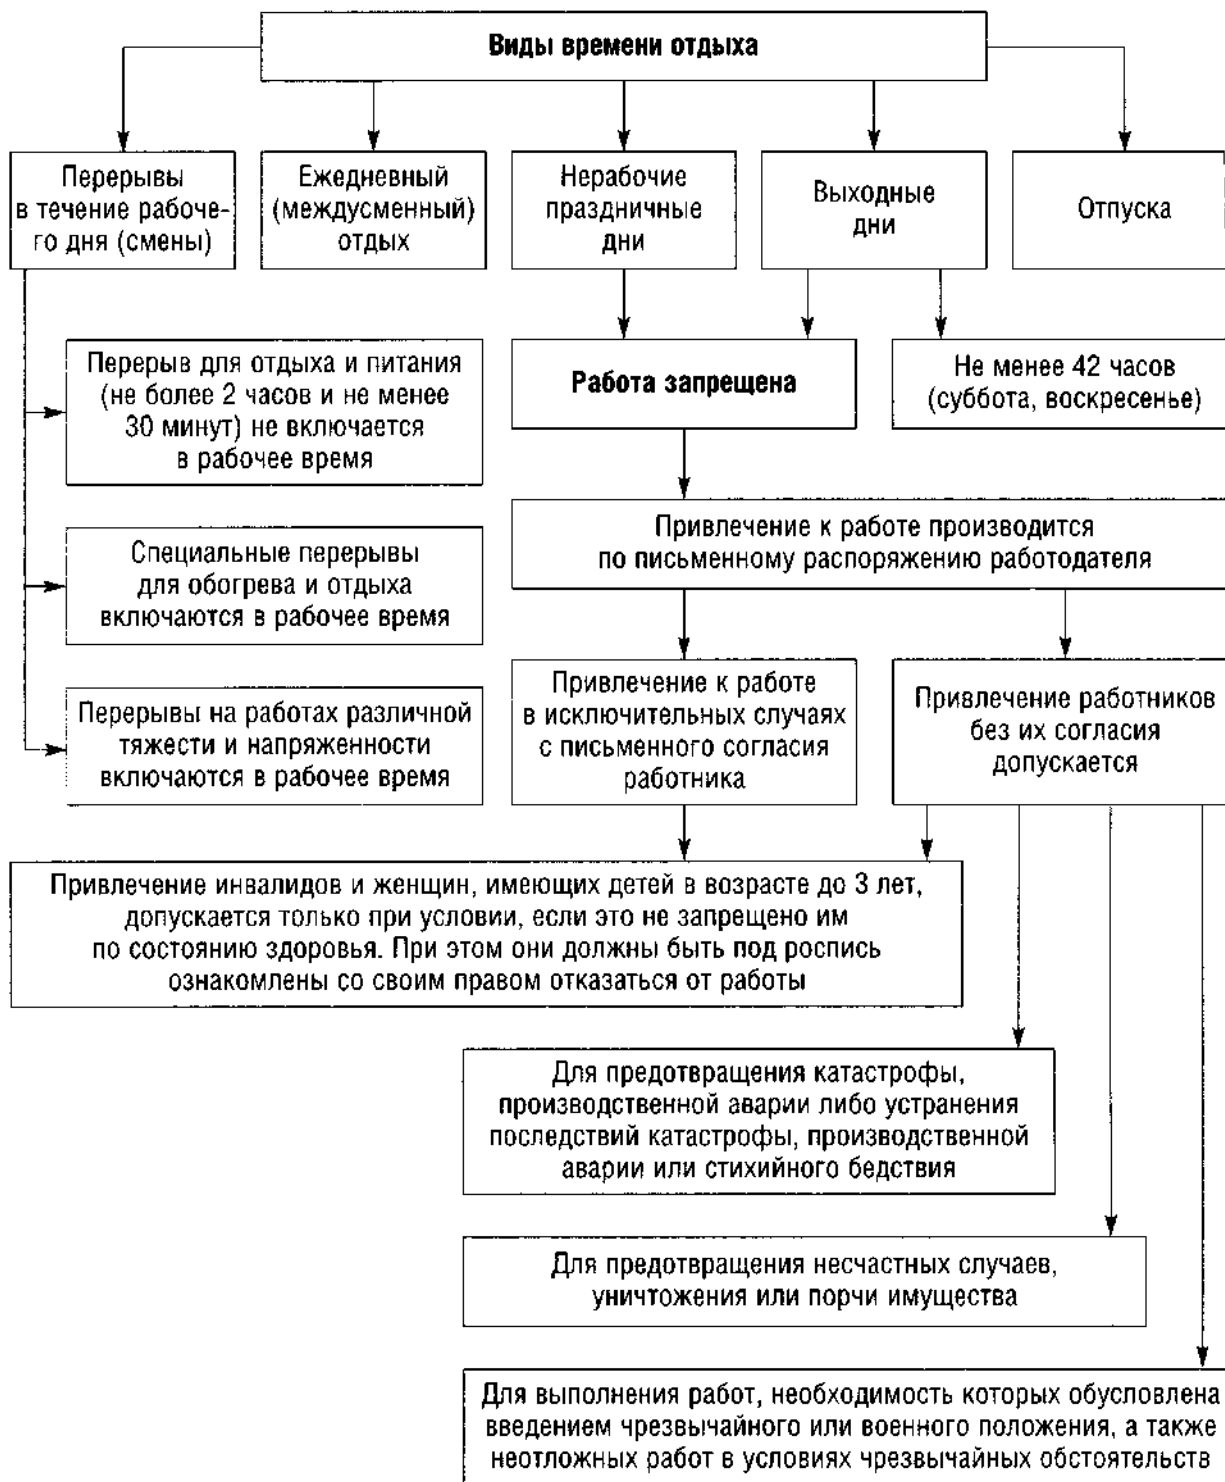 Виды времени отдыха
Перерывы
в течение рабоче-
го дня (смены)
Ежедневный
(междусменный)
отдых
Нерабочие
праздничные
дни
Выходные
дни
Отпуска
Перерыв для отдыха и питания
(не более 2 часов и не менее
30 минут) не включается
в рабочее время
Работа запрещена
Не менее 42 часов
(суббота, воскресенье)
Привлечение к работе производится
по письменному распоряжению работодателя
Специальные перерывы
для обогрева и отдыха
включаются в рабочее время
Перерывы на работах различной
тяжести и напряженности
включаются в рабочее время
Привлечение к работе
в исключительных случаях
с письменного согласия
работника
Привлечение работников
без их согласия
допускается
Привлечение инвалидов и женщин, имеющих детей в возрасте до 3 лет,
допускается только при условии, если это не запрещено им
по состоянию здоровья. При этом они должны быть под роспись
ознакомлены со своим правом отказаться от работы
Для предотвращения катастрофы,
производственной аварии либо устранения
последствий катастрофы, производственной
аварии или стихийного бедствия
Для предотвращения несчастных случаев,
уничтожения или порчи имущества
Для выполнения работ, необходимость которых обусловлена
введением чрезвычайного или военного положения, а также
неотложных работ в условиях чрезвычайных обстоятельств